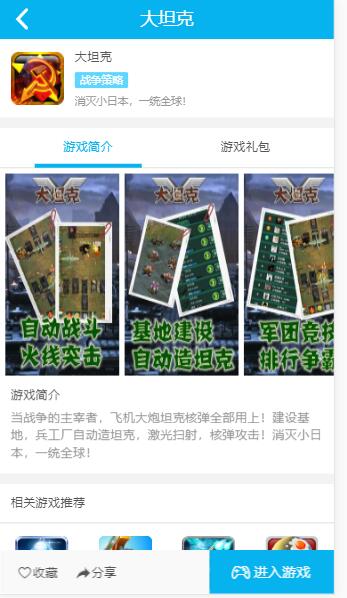 大坦克
大坦克
战争策略
消灭小日本，一统全球！
游戏简介
游戏礼包
大坦克
自动战斗
火线突击
大坦克
基地建设
自动造坦克
大坦克
军团竞技
排行争霸
游戏简介
当战争的主宰者，飞机大炮坦克核弹全部用上！建设基
地，兵工厂自动造坦克，激光扫射，核弹攻击！消灭小日
本，一统全球！
相关游戏推荐
收藏
分享
进入游戏